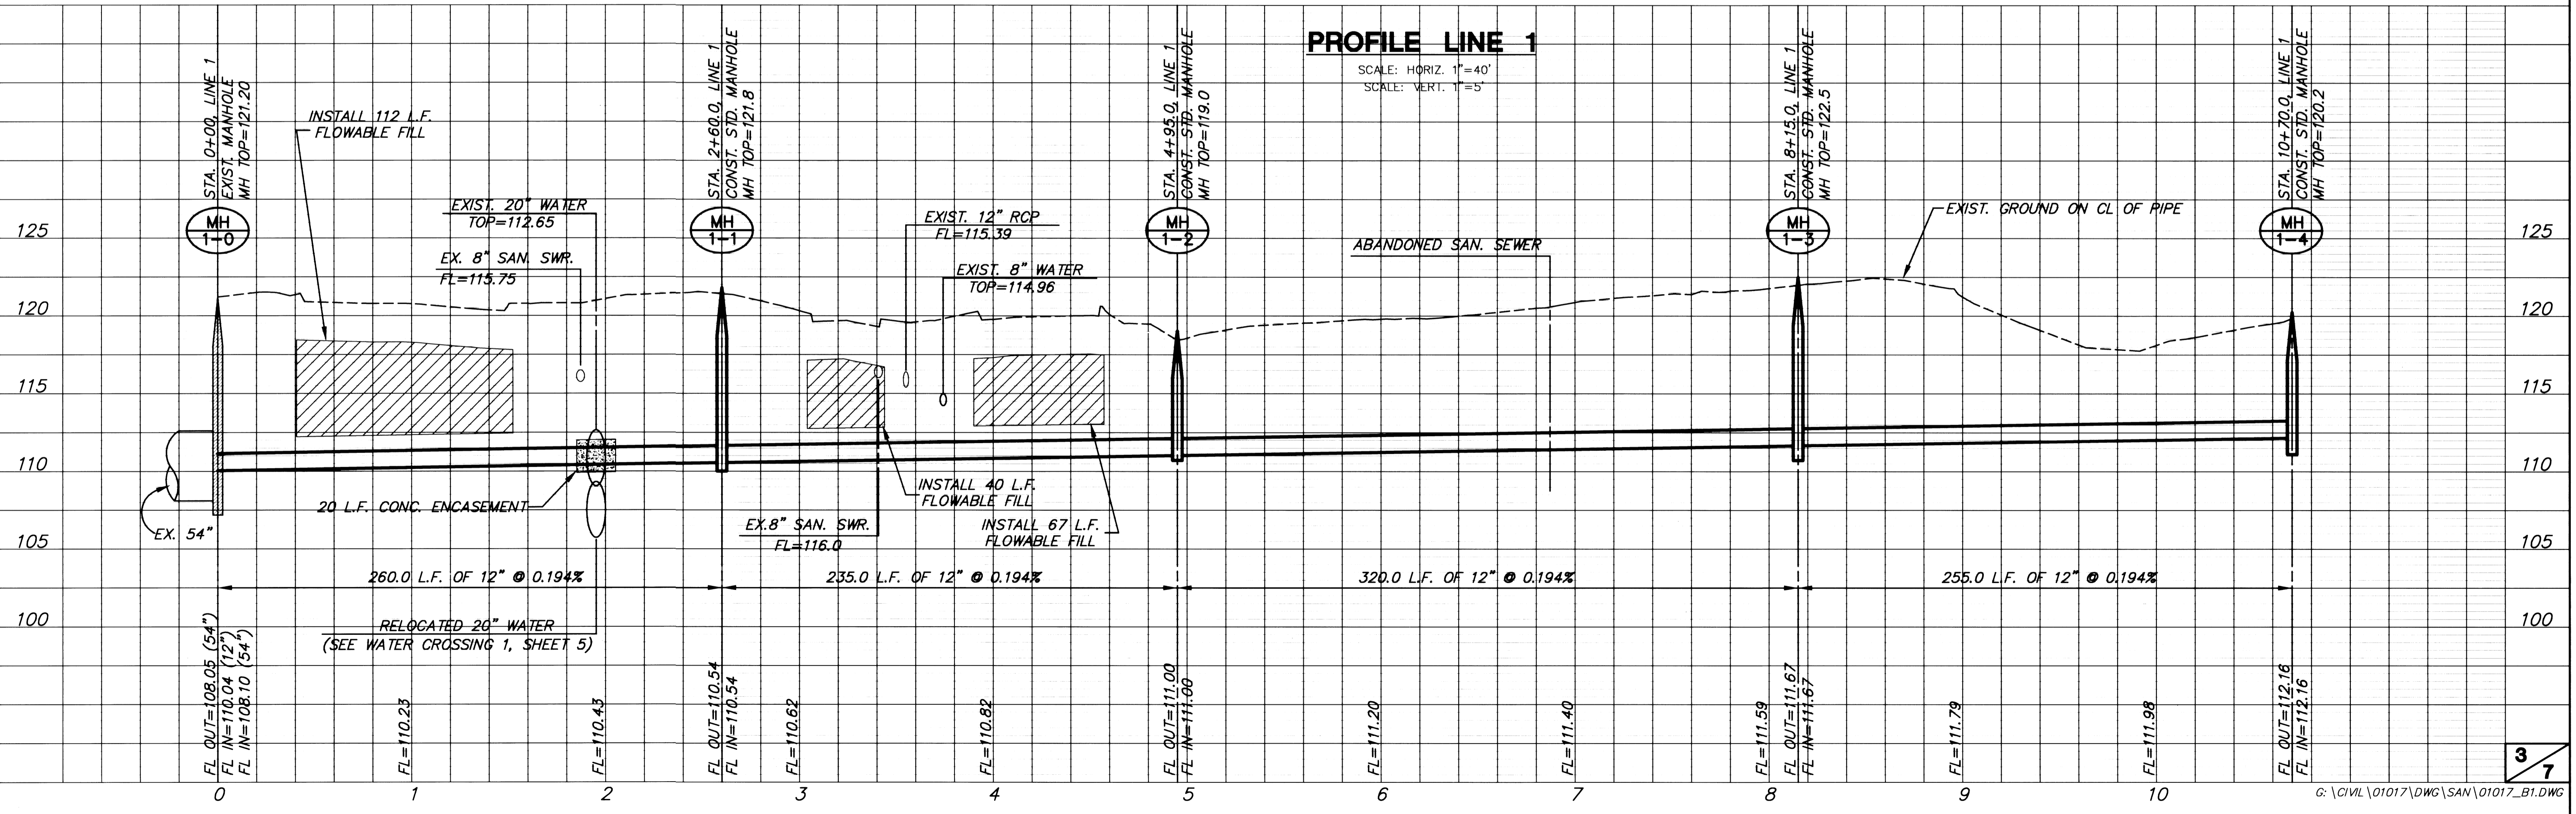 PROFILE LINE 1
SCALE: HORIZ. 1"=40'
SCALE: VERT. 1"=5'
STA. 0+00, LINE 1
EXIST. MANHOLE
MH TOP=121.20
STA. 2+60.0, LINE 1
CONST. STD. MANHOLE
MH TOP=121.8
STA. 4+95.0, LINE 1
CONST. STD. MANHOLE
MH TOP=119.0
STA. 8+15.0, LINE 1
CONST. STD. MANHOLE
MH TOP=122.5
STA. 10+70.0, LINE 1
CONST. STD. MANHOLE
MH TOP=120.2
INSTALL 112 L.F.
FLOWABLE FILL
MH
1-0
MH
1-1
MH
1-2
MH
1-3
MH
1-4
EXIST. 20" WATER
TOP=112.65
EX. 8" SAN. SWR.
FL=115.75
EXIST. 12" RCP
FL=115.39
EXIST. 8" WATER
TOP=114.96
ABANDONED SAN. SEWER
EXIST. GROUND ON CL OF PIPE
125
120
115
110
105
100
125
120
115
110
105
100
EX. 54"
20 L.F. CONC. ENCASEMENT
INSTALL 40 L.F.
FLOWABLE FILL
EX.8" SAN. SWR.
FL=116.0
INSTALL 67 L.F.
FLOWABLE FILL
260.0 L.F. OF 12" @ 0.194%
235.0 L.F. OF 12" @ 0.194%
320.0 L.F. OF 12" @ 0.194%
255.0 L.F. OF 12" @ 0.194%
RELOCATED 20" WATER
(SEE WATER CROSSING 1, SHEET 5)
FL OUT=108.05 (54")
FL IN=110.04 (12")
FL IN=108.10 (54")
FL=110.23
FL=110.43
FL OUT=110.54
FL IN=110.54
FL=110.62
FL=110.82
FL OUT=111.00
FL IN=111.00
FL=111.20
FL=111.40
FL=111.59
FL OUT=111.67
FL IN=111.67
FL=111.79
FL=111.98
FL OUT=112.16
FL IN=112.16
0
1
2
3
4
5
6
7
8
9
10
3
7
G: \CIVIL\01017\DWG\SAN\01017_B1.DWG